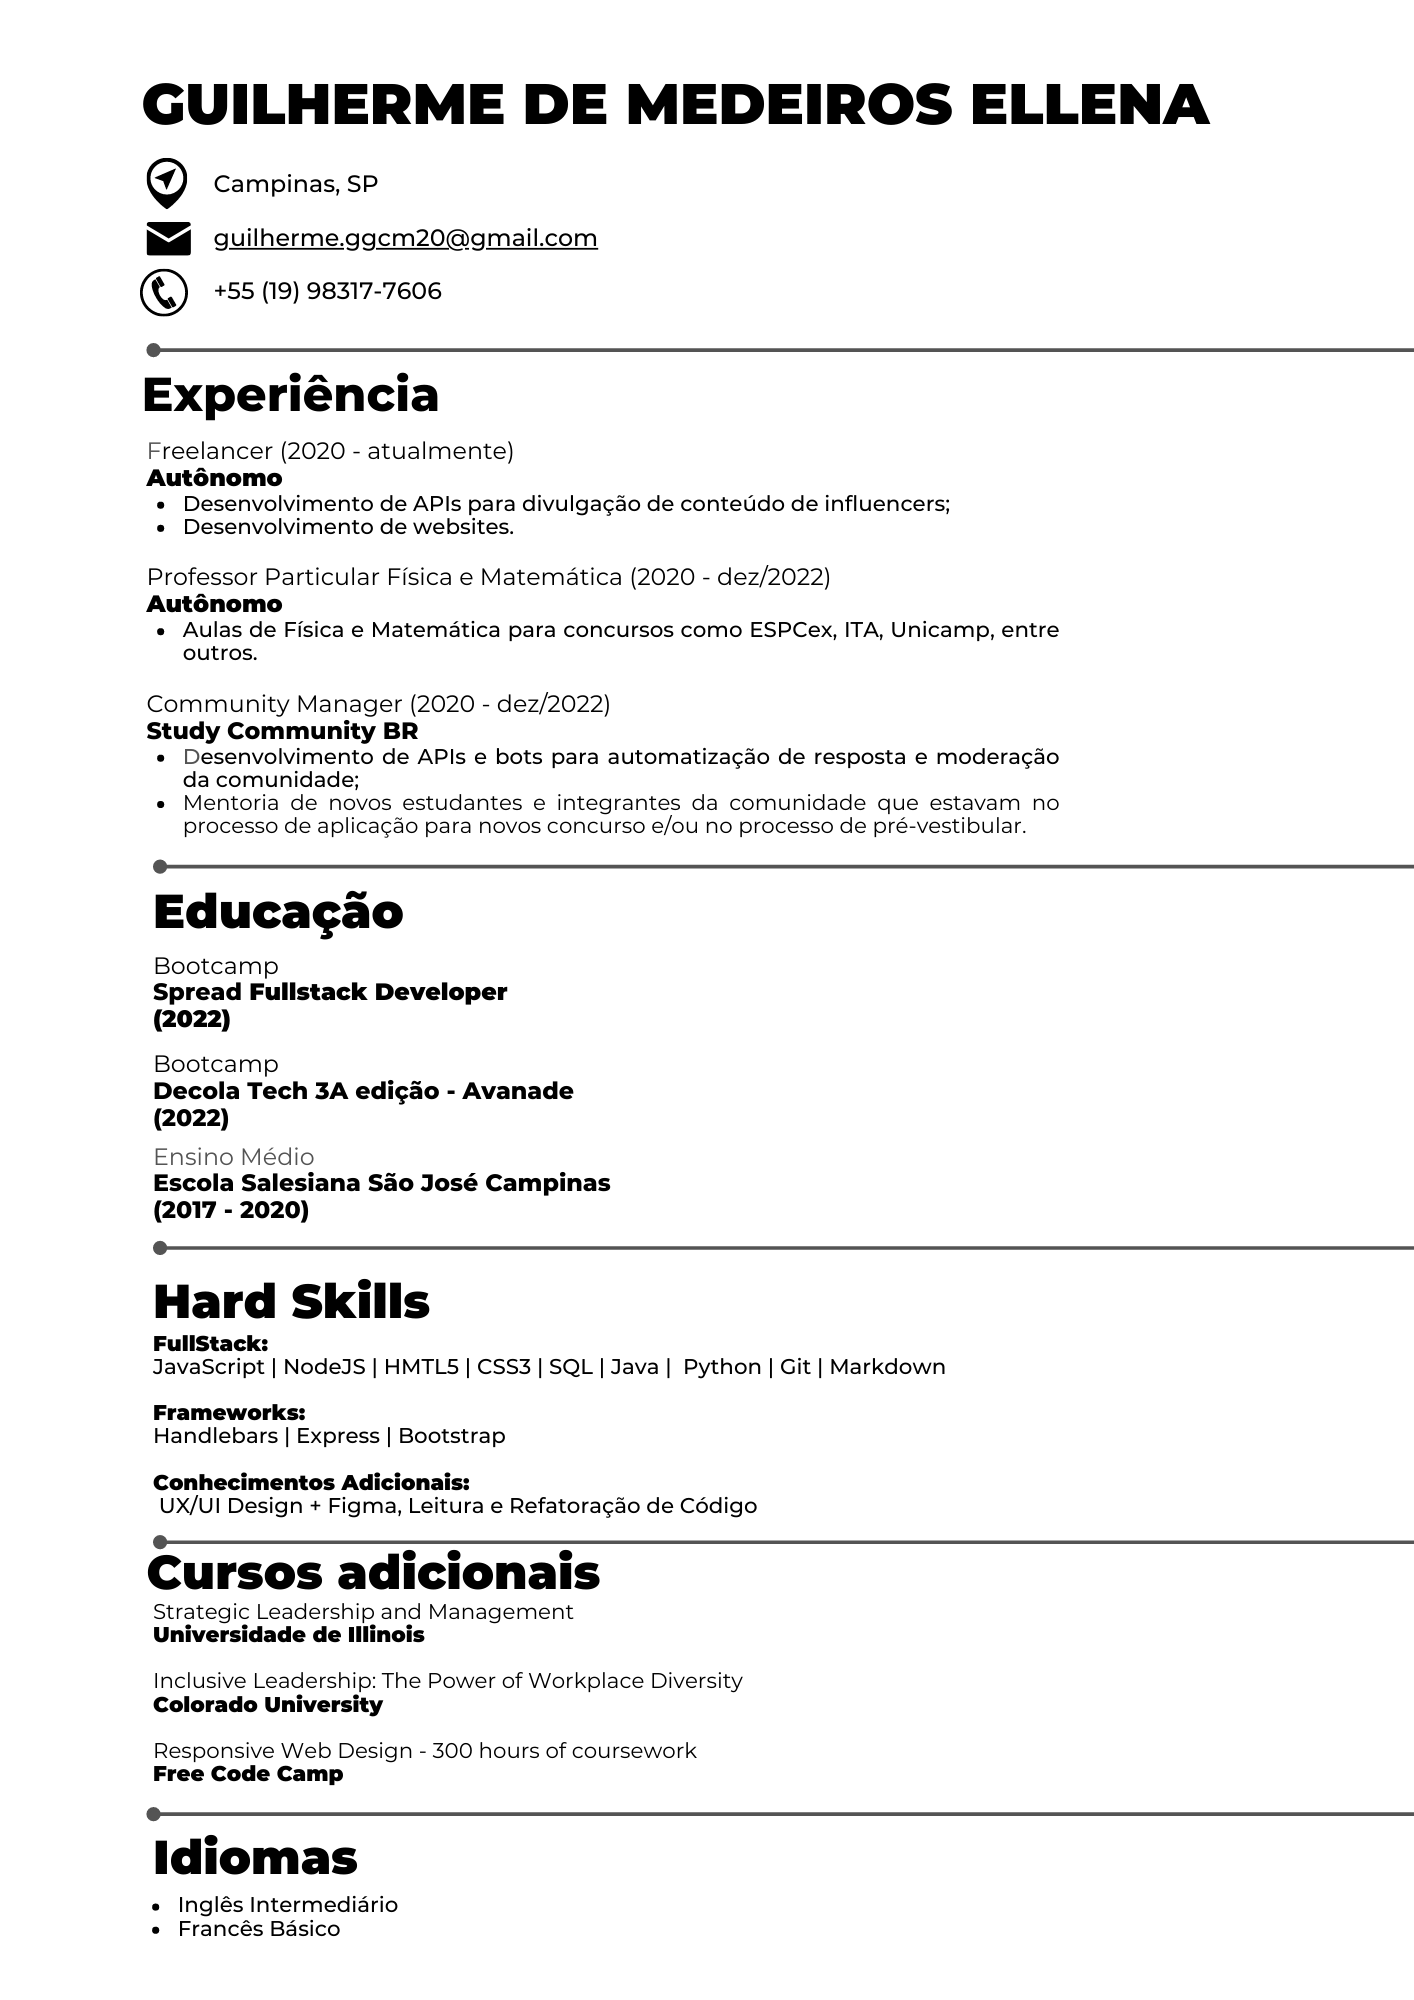 GUILHERME DE MEDEIROS ELLENA
Campinas, SP
guilherme.ggcm20@gmail.com
+55 (19) 98317-7606
Experiência
Freelancer (2020 - atualmente)
Autônomo
• Desenvolvimento de APIs para divulgação de conteúdo de influencers;
• Desenvolvimento de websites.
Professor Particular Física e Matemática (2020 - dez/2022)
Autônomo
• Aulas de Física e Matemática para concursos como ESPCex, ITA, Unicamp, entre
outros.
Community Manager (2020 - dez/2022)
Study Community BR
• Desenvolvimento de APIs e bots para automatização de resposta e moderação
da comunidade;
• Mentoria de novos estudantes e integrantes da comunidade que estavam no
processo de aplicação para novos concurso e/ou no processo de pré-vestibular.
Educação
Bootcamp
Spread Fullstack Developer
(2022)
Bootcamp
Decola Tech 3A edição - Avanade
(2022)
Ensino Médio
Escola Salesiana São José Campinas
(2017 - 2020)
Hard Skills
FullStack:
JavaScript | NodeJS | HMTL5 | CSS3 | SQL | Java | Python | Git | Markdown
Frameworks:
Handlebars | Express | Bootstrap
Conhecimentos Adicionais:
UX/UI Design + Figma, Leitura e Refatoração de Código
Cursos adicionais
Strategic Leadership and Management
Universidade de Illinois
Inclusive Leadership: The Power of Workplace Diversity
Colorado University
Responsive Web Design - 300 hours of coursework
Free Code Camp
Idiomas
• Inglês Intermediário
• Francês Básico